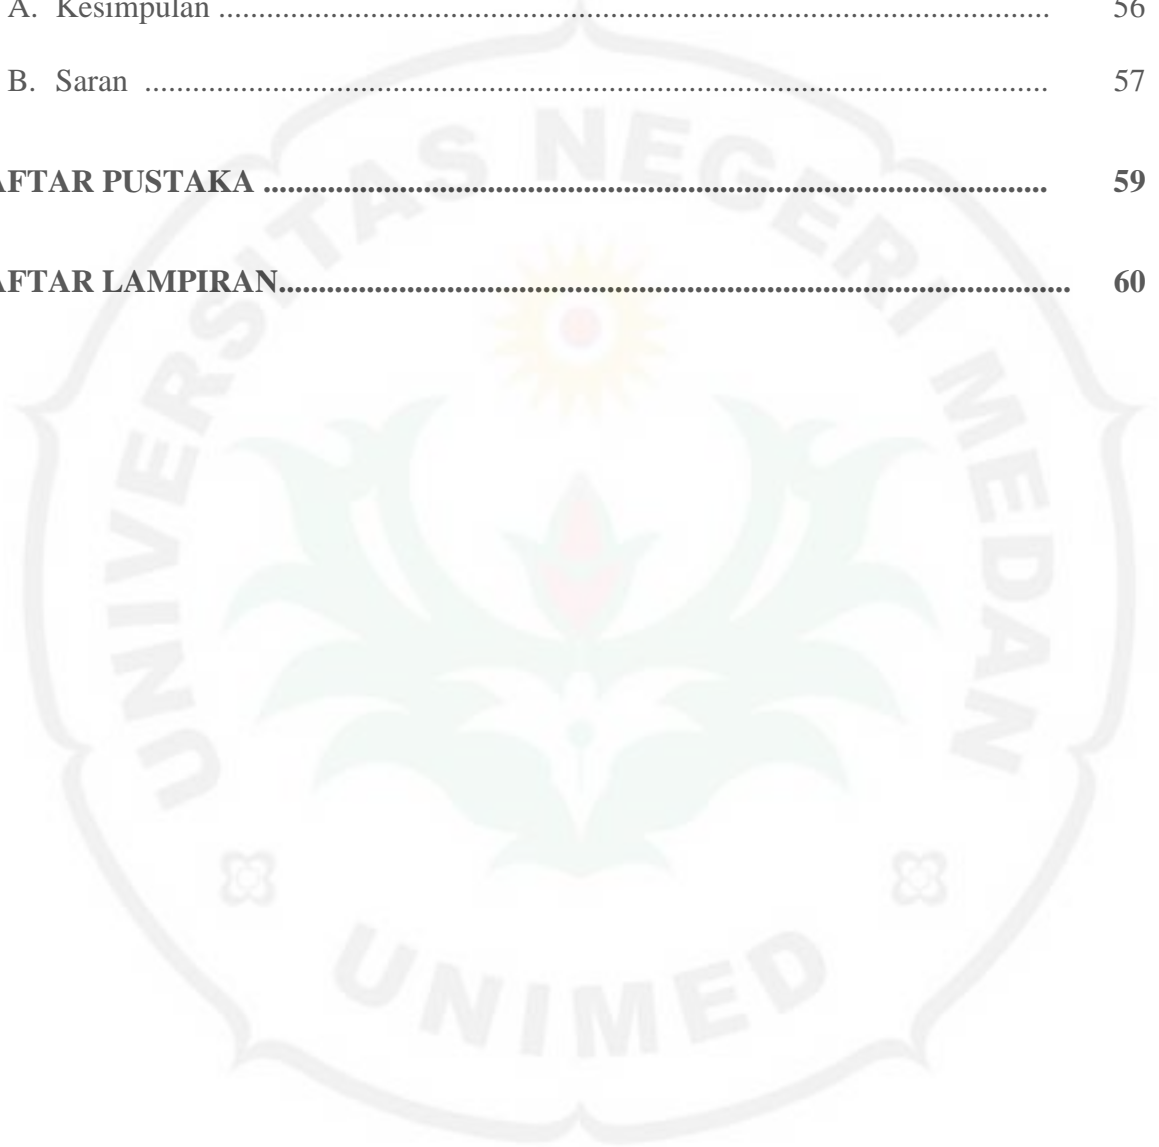 A. Kesimpulan ........................................................................................................ 56
B. Saran ................................................................................................................. 57
AFTAR PUSTAKA ................................................................................................ 59
AFTAR LAMPIRAN.................................................................................................. 60
UNIVERSITAS NEGERI MEDAN
UNIMED